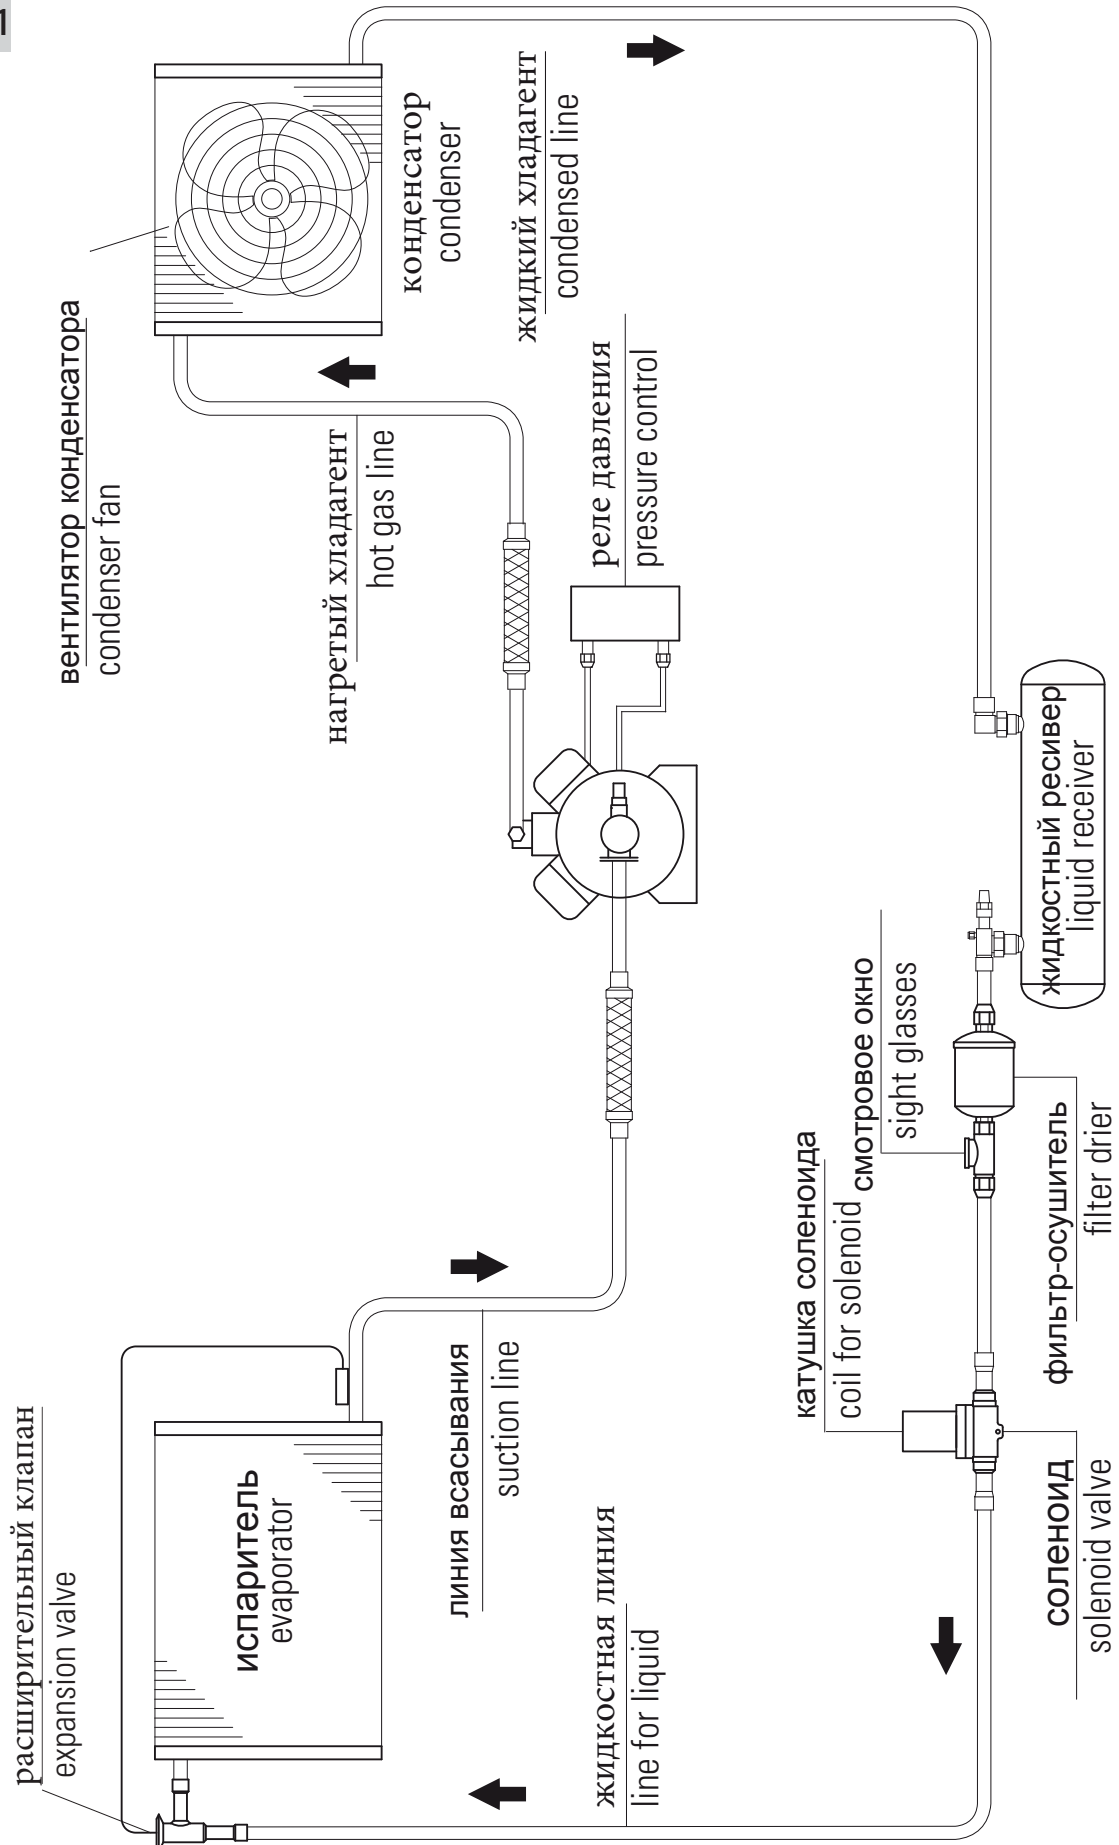 1
вентилятор конденсатора
condenser fan
конденсатор
condenser
жидкий хладагент
condensed line
нагретый хладагент
hot gas line
реле давления
pressure control
жидкостный ресивер
liquid receiver
смотровое окно
sight glasses
фильтр-осушитель
filter drier
катушка соленоида
coil for solenoid
соленоид
solenoid valve
расширительный клапан
expansion valve
испаритель
evaporator
линия всасывания
suction line
жидкостная линия
line for liquid